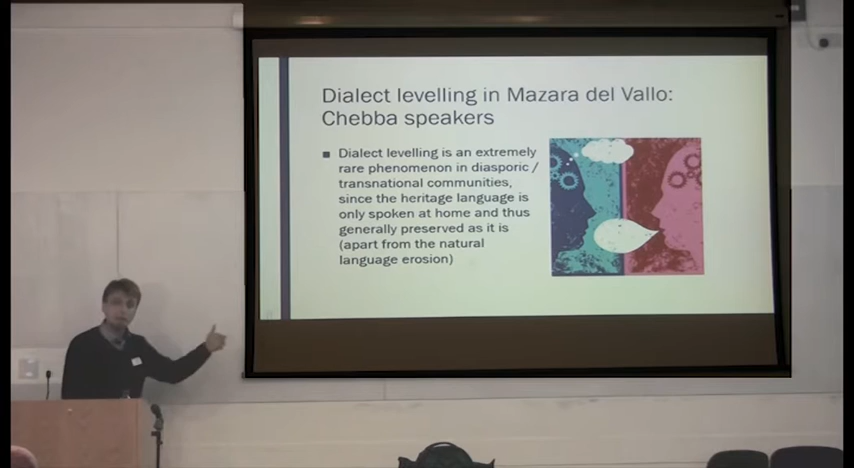 Dialect levelling in Mazara del Vallo:
Chebba speakers
■ Dialect levelling is an extremely
rare phenomenon in diasporic /
transnational communities,
since the heritage language is
only spoken at home and thus
generally preserved as it is
(apart from the natural
language erosion)